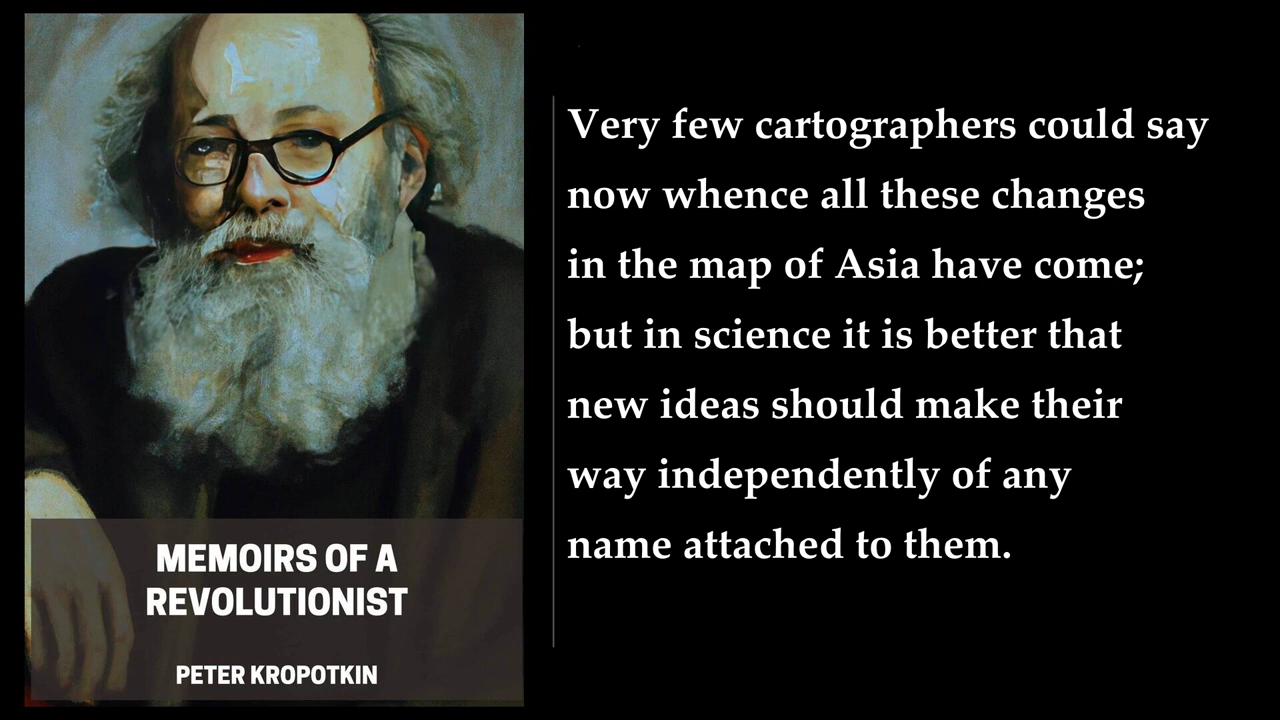 MEMOIRS OF A
REVOLUTIONIST
PETER KROPOTKIN
Very few cartographers could say
now whence all these changes
in the map of Asia have come;
but in science it is better that
new ideas should make their
way independently of any
name attached to them.